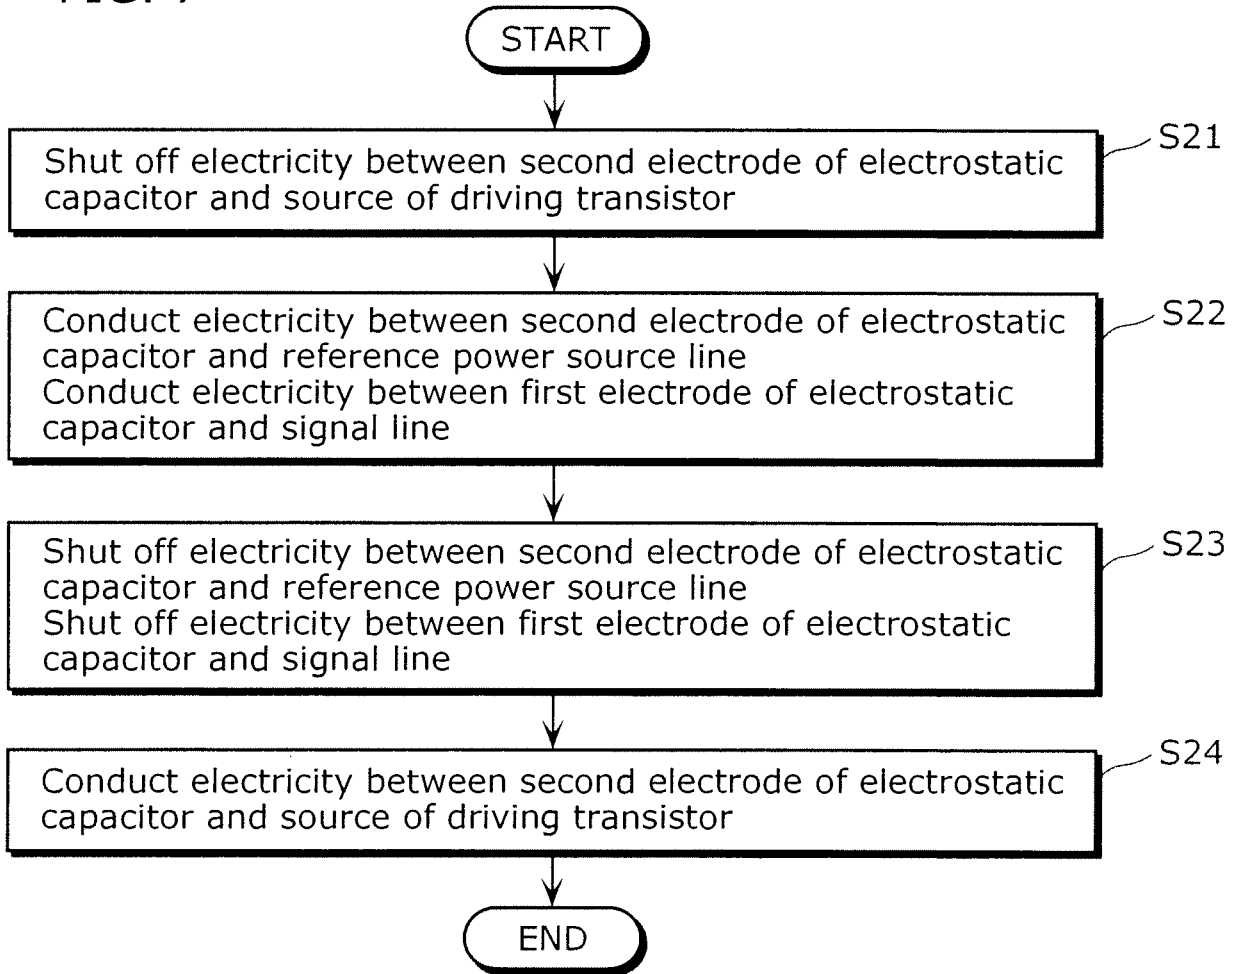 START
S21
Shut off electricity between second electrode of electrostatic
capacitor and source of driving transistor
S22
Conduct electricity between second electrode of electrostatic
capacitor and reference power source line
Conduct electricity between first electrode of electrostatic
capacitor and signal line
S23
Shut off electricity between second electrode of electrostatic
capacitor and reference power source line
Shut off electricity between first electrode of electrostatic
capacitor and signal line
S24
Conduct electricity between second electrode of electrostatic
capacitor and source of driving transistor
END